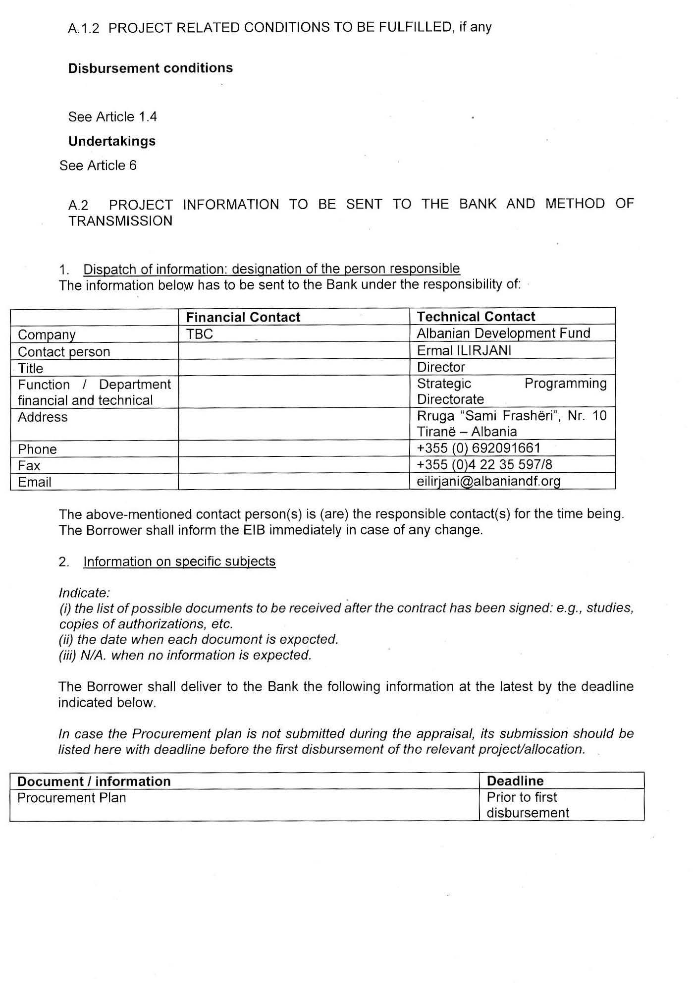 A.1.2 PROJECT RELATED CONDITIONS TO BE FULFILLED, if any
Disbursement conditions
See Article 1.4
Undertakings
See Article 6
A.2 PROJECT INFORMATION TO BE SENT TO THE BANK AND METHOD OF
TRANSMISSION
1. Dispatch of information: designation of the person responsible
The information below has to be sent to the Bank under the responsibility of:
Financial Contact Technical Contact
Company TBC Albanian Development Fund
Contact person Ermal ILIRJANI
Title Director
Function / Department Strategic Programming
financial and technical Directorate
Address Rruga “Sami Frashëri”, Nr. 10
Tiranë – Albania
Phone +355 (0) 692091661
Fax +355 (0)4 22 35 597/8
Email eilirjani@albaniandf.org
The above-mentioned contact person(s) is (are) the responsible contact(s) for the time being.
The Borrower shall inform the EIB immediately in case of any change.
2. Information on specific subjects
Indicate:
(i) the list of possible documents to be received after the contract has been signed: e.g., studies,
copies of authorizations, etc.
(ii) the date when each document is expected.
(iii) N/A. when no information is expected.
The Borrower shall deliver to the Bank the following information at the latest by the deadline
indicated below.
In case the Procurement plan is not submitted during the appraisal, its submission should be
listed here with deadline before the first disbursement of the relevant project/allocation.
Document / information Deadline
Procurement Plan Prior to first
disbursement